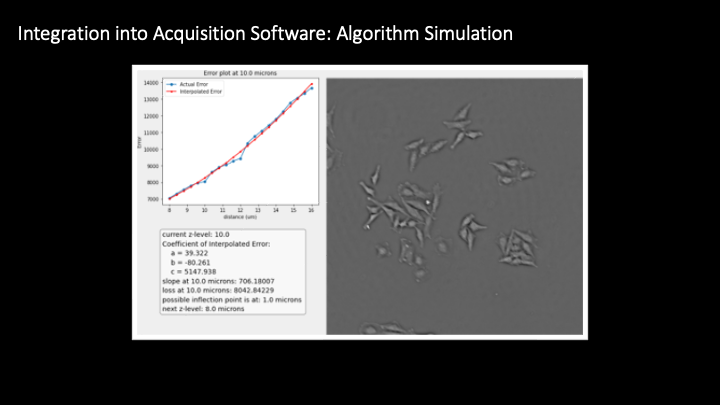 Integration into Acquisition Software: Algorithm Simulation
Error plot at 10.0 microns
Actual Error
Interpolated Error
14000
13000
12000
11000
10000
9000
8000
7000
Error
8 9 10 11 12 13 14 15 16
distance (um)
current z-level: 10.0
Coefficient of Interpolated Error:
a = 39.322
b = -80.261
c = 5147.938
slope at 10.0 microns: 706.18007
loss at 10.0 microns: 8042.84229
possible inflection point is at: 1.0 microns
next z-level: 8.0 microns